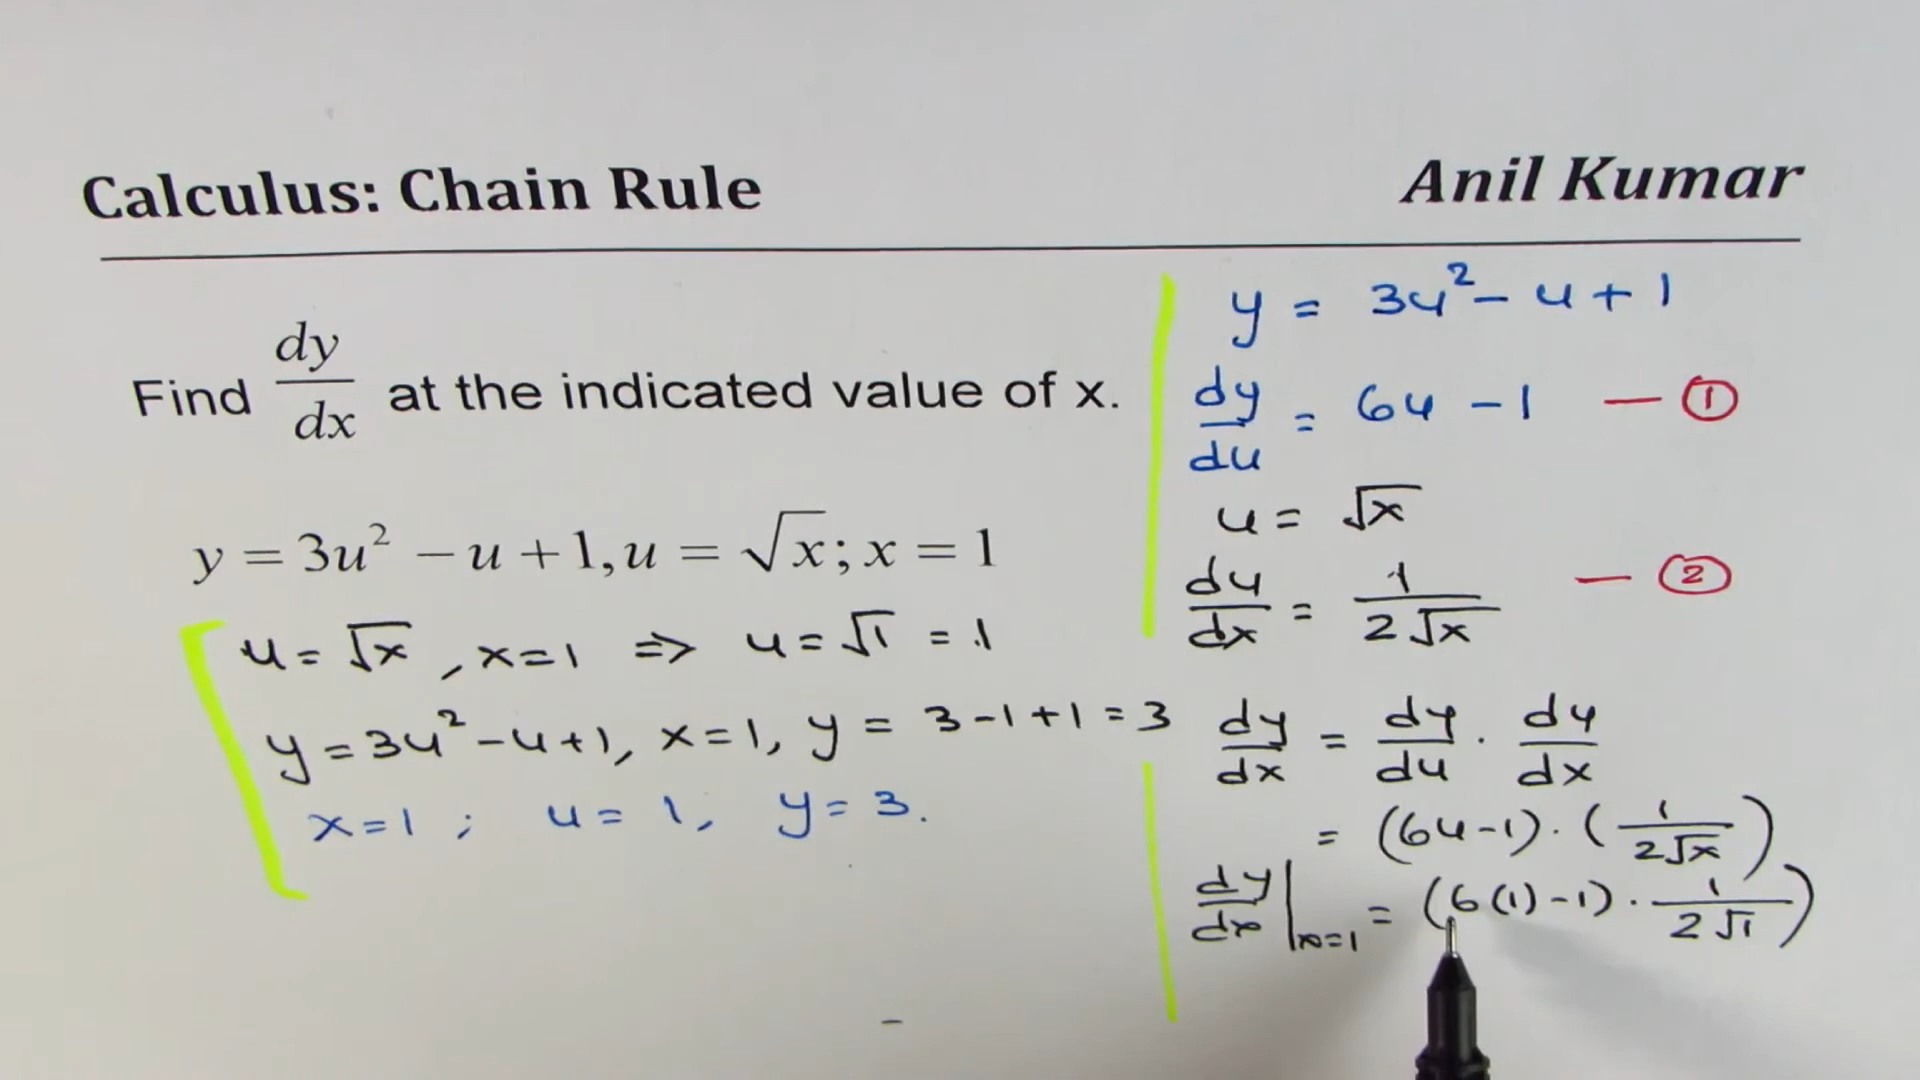 Calculus: Chain Rule
Anil Kumar
Find dy/dx at the indicated value of x.
y = 3u² − u + 1, u = √x; x = 1
u = √x , x=1 ⇒ u = √1 = 1
y = 3u² − u + 1, x = 1, y = 3 − 1 + 1 = 3
x = 1 ; u = 1, y = 3.
y = 3u² − u + 1
dy/du = 6u − 1 — ①
u = √x
du/dx = 1/(2√x) — ②
dy/dx = dy/du · du/dx
= (6u−1) · (1/(2√x))
dy/dx |x=1 = (6(1)−1) · 1/(2√1))